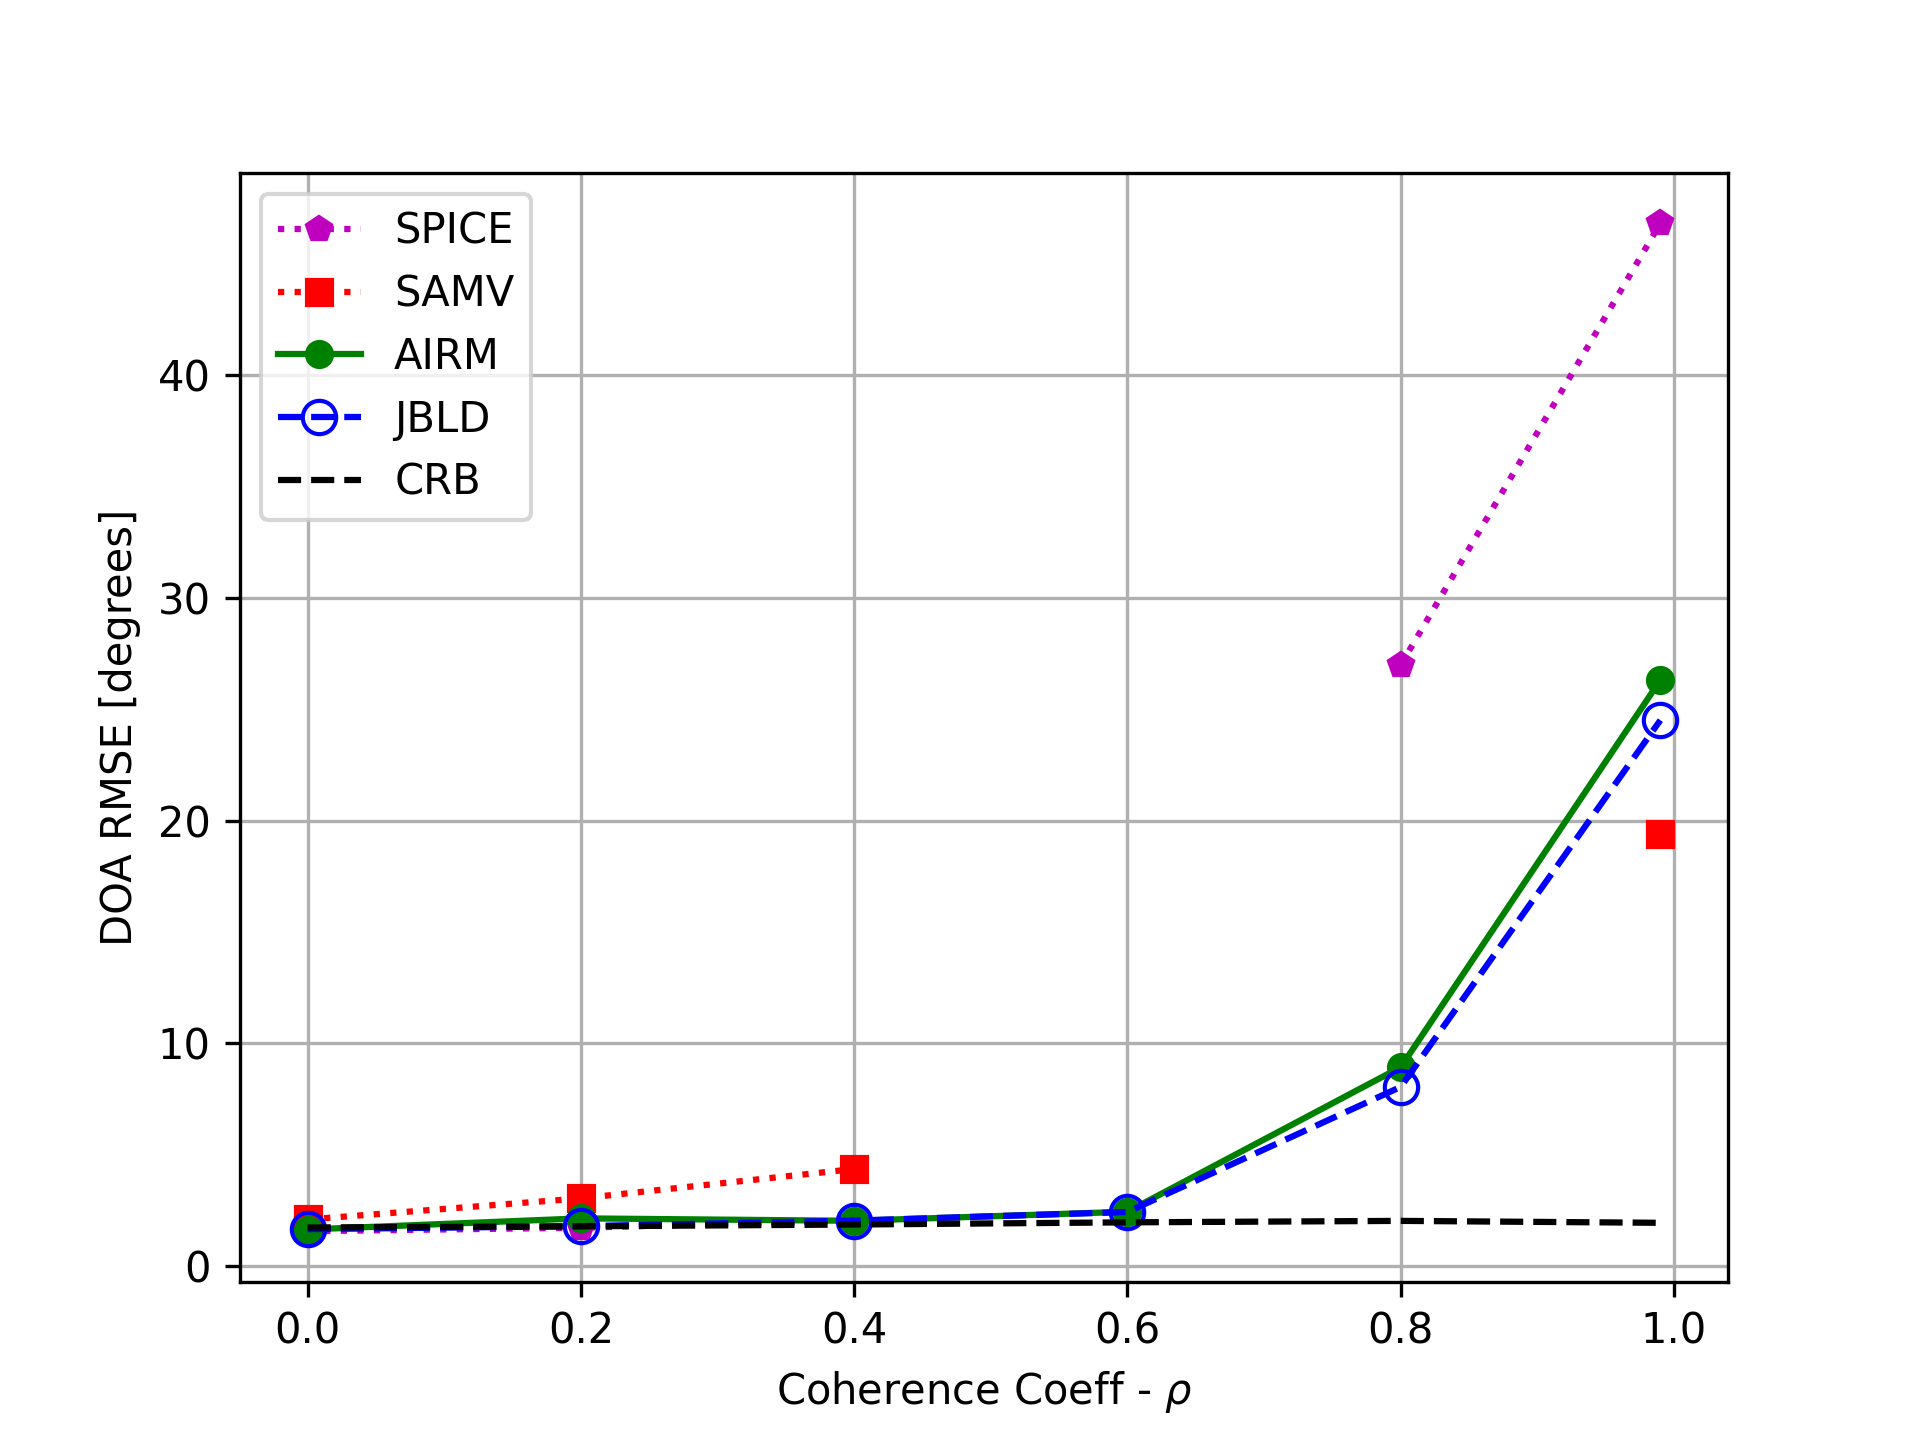 SPICE
SAMV
AIRM
JBLD
CRB
DOA RMSE [degrees]
40
30
20
10
0
0.0 0.2 0.4 0.6 0.8 1.0
Coherence Coeff - ρ